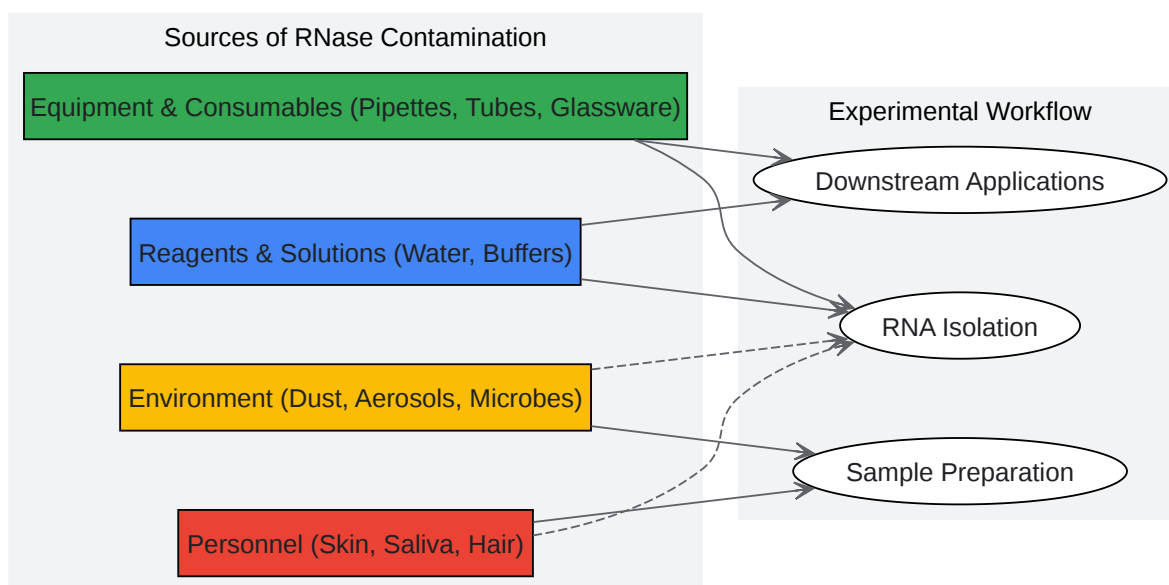 Sources of RNase Contamination
Equipment & Consumables (Pipettes, Tubes, Glassware)
Reagents & Solutions (Water, Buffers)
Environment (Dust, Aerosols, Microbes)
Personnel (Skin, Saliva, Hair)
Experimental Workflow
Downstream Applications
RNA Isolation
Sample Preparation